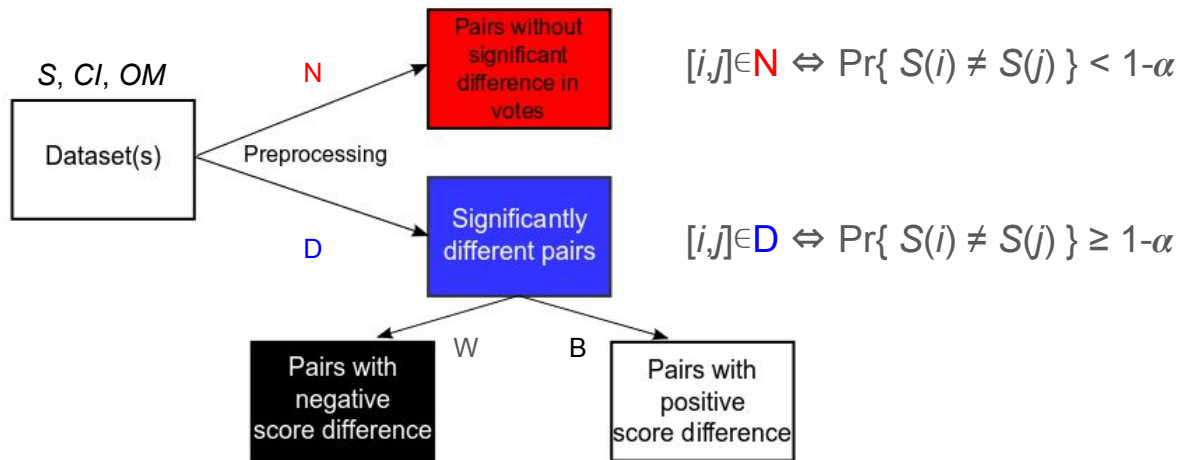 Pairs without
significant
difference in
votes
[i,j]∈N ⇔ Pr{ S(i) ≠ S(j) } < 1-α
N
S, CI, OM
Dataset(s)
Preprocessing
Significantly
different pairs
[i,j]∈D ⇔ Pr{ S(i) ≠ S(j) } ≥ 1-α
D
W
B
Pairs with
negative
score difference
Pairs with
positive
score difference